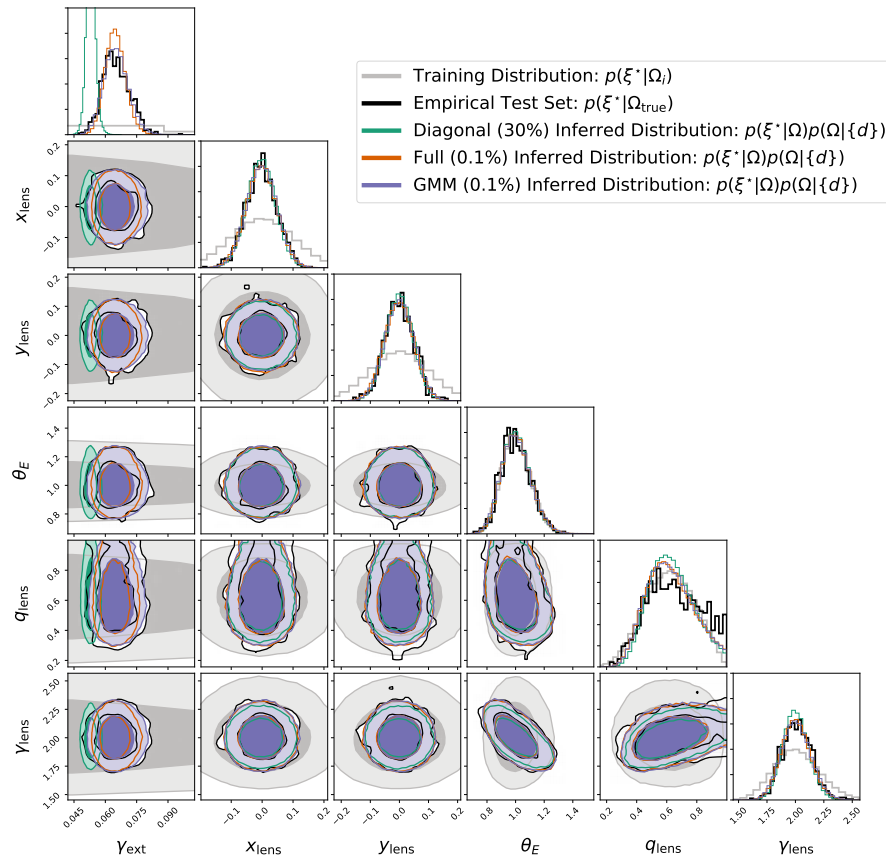 Training Distribution: p(ξ*|Ωᵢ)
Empirical Test Set: p(ξ*|Ω_true)
Diagonal (30%) Inferred Distribution: p(ξ*|Ω)p(Ω|{d})
Full (0.1%) Inferred Distribution: p(ξ*|Ω)p(Ω|{d})
GMM (0.1%) Inferred Distribution: p(ξ*|Ω)p(Ω|{d})
x_lens
0.2
0.1
0.0
−0.1
y_lens
0.2
0.1
0.0
−0.1
−0.2
θ_E
1.4
1.2
1.0
0.8
q_lens
0.8
0.6
0.4
0.2
γ_lens
2.50
2.25
2.00
1.75
1.50
0.045 0.060 0.075 0.090
−0.1 0.0 0.1 0.2
−0.2 −0.1 0.0 0.1 0.2
0.8 1.0 1.2 1.4
0.2 0.4 0.6 0.8
1.50 1.75 2.00 2.25 2.50
γ_ext x_lens y_lens θ_E q_lens γ_lens